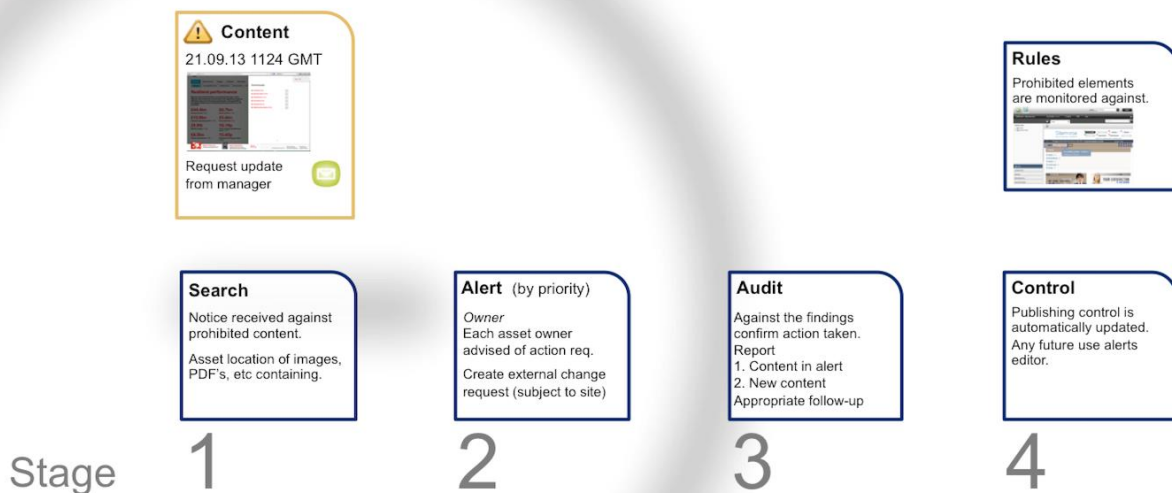 Content
21.09.13 1124 GMT
Request update
from manager
Rules
Prohibited elements
are monitored against.
Search
Notice received against
prohibited content.
Asset location of images,
PDF's, etc containing.
Alert (by priority)
Owner
Each asset owner
advised of action req.
Create external change
request (subject to site)
Audit
Against the findings
confirm action taken.
Report
1. Content in alert
2. New content
Appropriate follow-up
Control
Publishing control is
automatically updated.
Any future use alerts
editor.
Stage 1 2 3 4